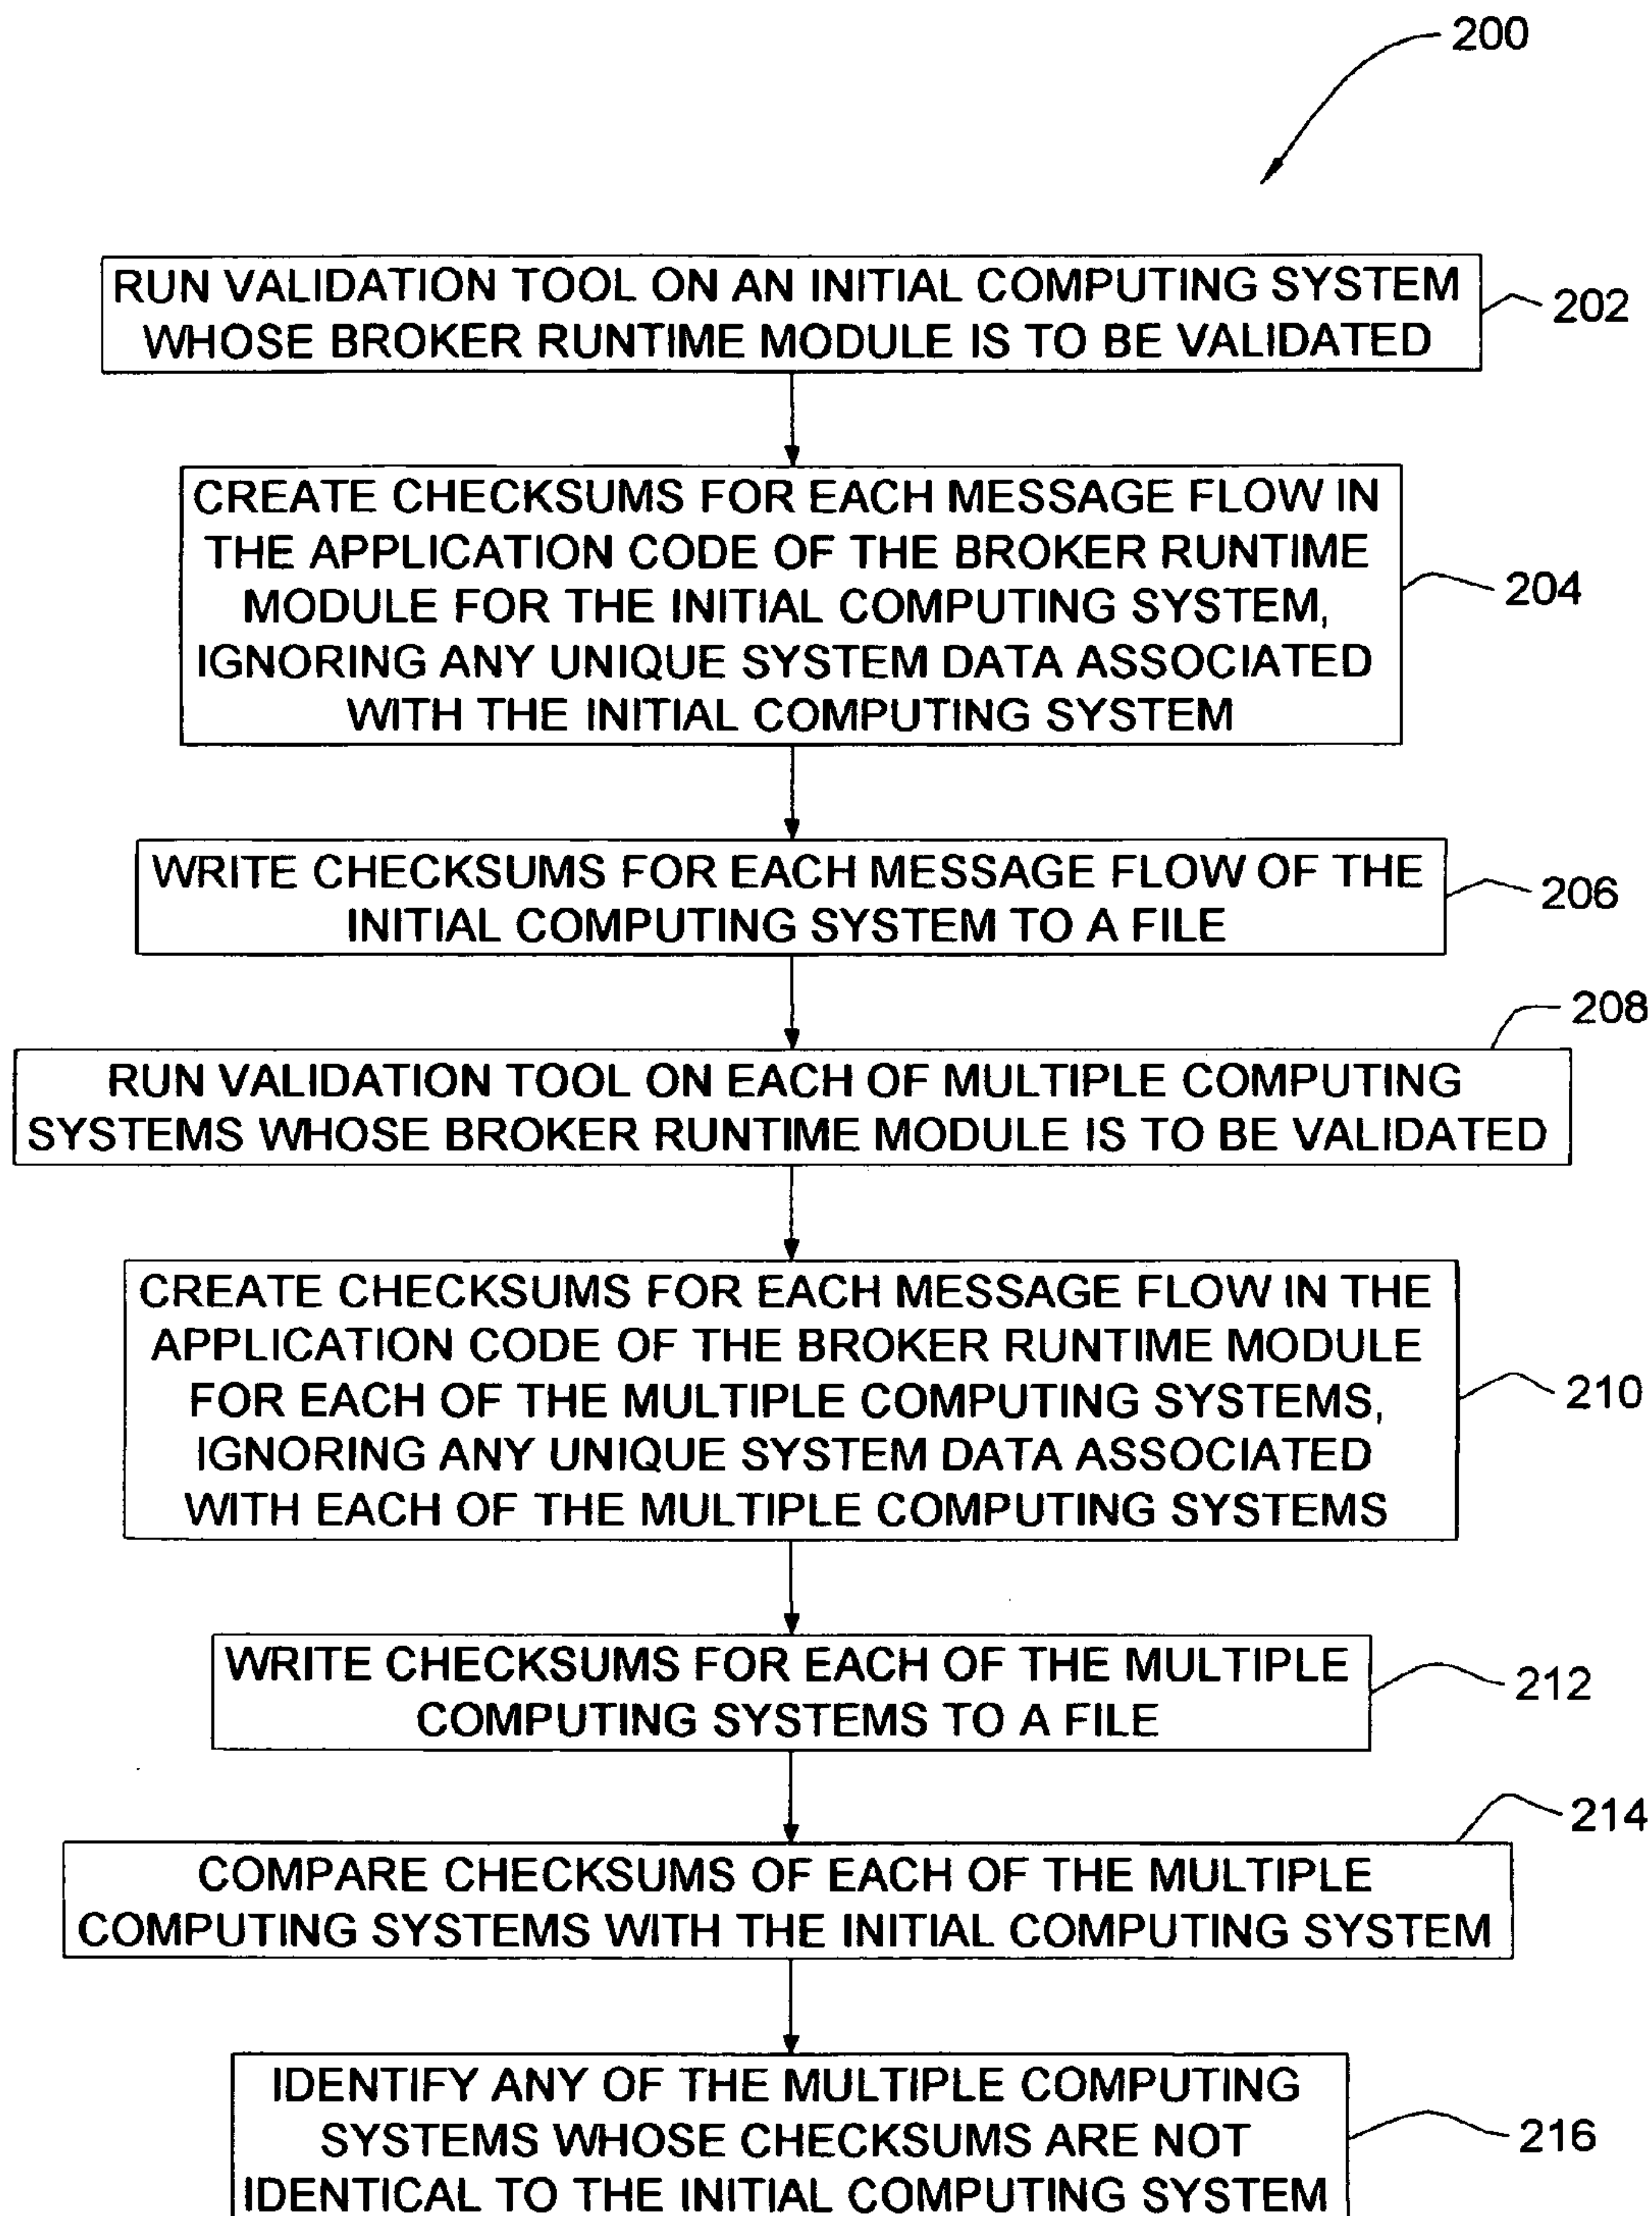 200
RUN VALIDATION TOOL ON AN INITIAL COMPUTING SYSTEM
WHOSE BROKER RUNTIME MODULE IS TO BE VALIDATED
202
CREATE CHECKSUMS FOR EACH MESSAGE FLOW IN
THE APPLICATION CODE OF THE BROKER RUNTIME
MODULE FOR THE INITIAL COMPUTING SYSTEM,
IGNORING ANY UNIQUE SYSTEM DATA ASSOCIATED
WITH THE INITIAL COMPUTING SYSTEM
204
WRITE CHECKSUMS FOR EACH MESSAGE FLOW OF THE
INITIAL COMPUTING SYSTEM TO A FILE
206
208
RUN VALIDATION TOOL ON EACH OF MULTIPLE COMPUTING
SYSTEMS WHOSE BROKER RUNTIME MODULE IS TO BE VALIDATED
CREATE CHECKSUMS FOR EACH MESSAGE FLOW IN THE
APPLICATION CODE OF THE BROKER RUNTIME MODULE
FOR EACH OF THE MULTIPLE COMPUTING SYSTEMS,
IGNORING ANY UNIQUE SYSTEM DATA ASSOCIATED
WITH EACH OF THE MULTIPLE COMPUTING SYSTEMS
210
WRITE CHECKSUMS FOR EACH OF THE MULTIPLE
COMPUTING SYSTEMS TO A FILE
212
214
COMPARE CHECKSUMS OF EACH OF THE MULTIPLE
COMPUTING SYSTEMS WITH THE INITIAL COMPUTING SYSTEM
IDENTIFY ANY OF THE MULTIPLE COMPUTING
SYSTEMS WHOSE CHECKSUMS ARE NOT
IDENTICAL TO THE INITIAL COMPUTING SYSTEM
216